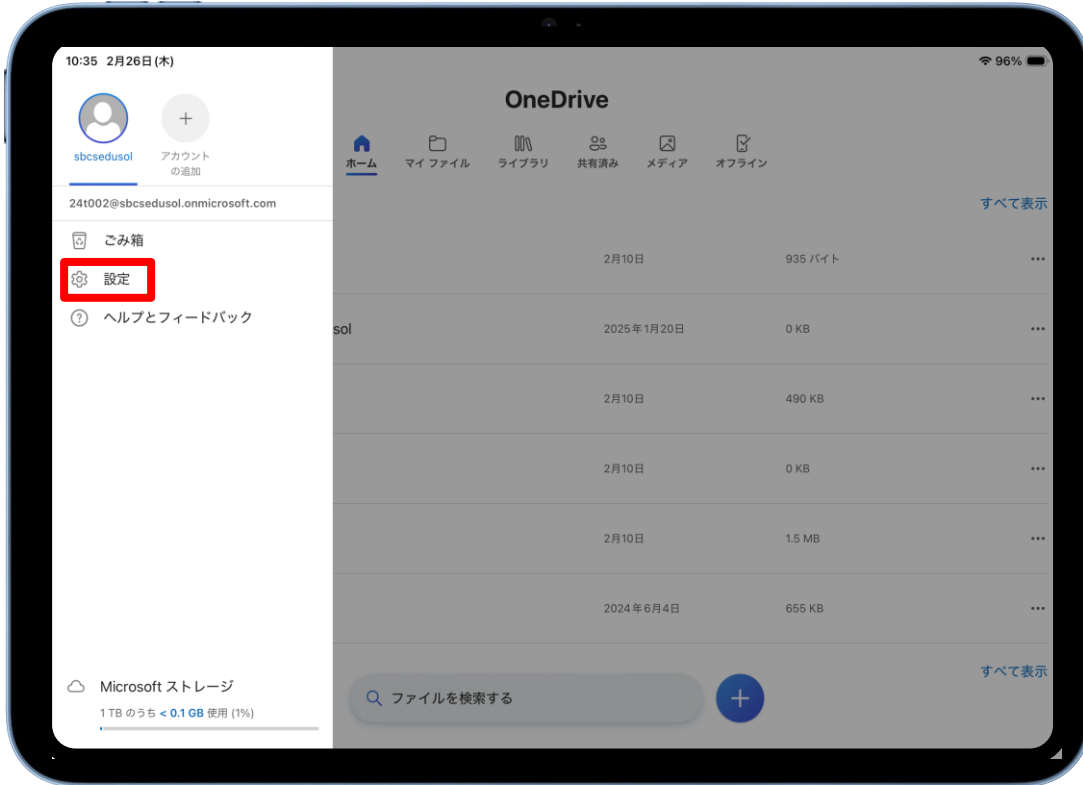 10:35 2月26日(木)
96%
sbcsedusol
アカウント
の追加
24t002@sbcsedusol.onmicrosoft.com
ごみ箱
設定
ヘルプとフィードバック
Microsoft ストレージ
1 TB のうち < 0.1 GB 使用 (1%)
OneDrive
ホーム マイ ファイル ライブラリ 共有済み メディア オフライン
すべて表示
2月10日 935 バイト
sol 2025年1月20日 0 KB
2月10日 490 KB
2月10日 0 KB
2月10日 1.5 MB
2024年6月4日 655 KB
すべて表示
ファイルを検索する